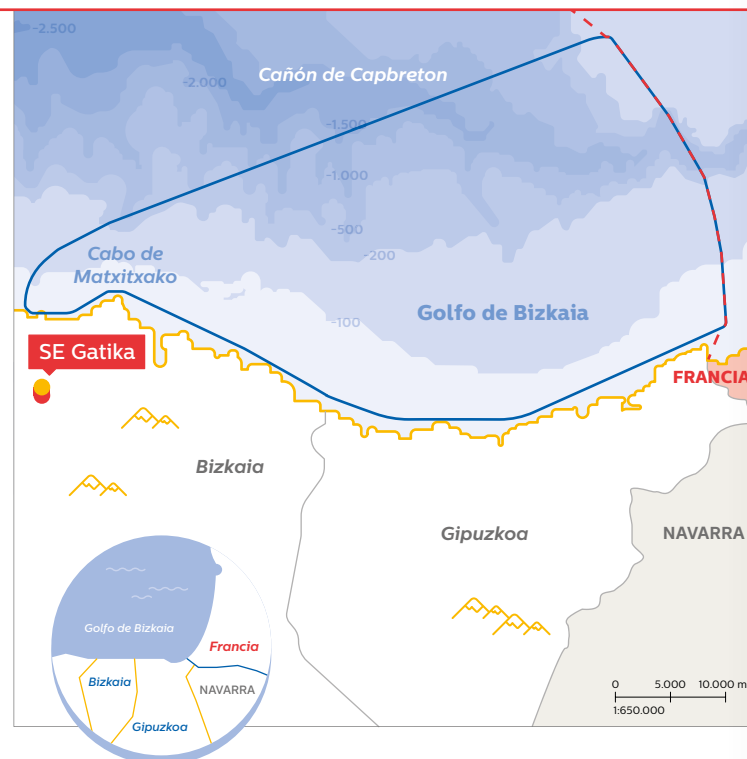 -2.500
-2.000
Cañón de Capbreton
-1.500
-1.000
-500
-200
Cabo de
Matxitxako
-100
Golfo de Bizkaia
SE Gatika
FRANCIA
Bizkaia
Gipuzkoa
NAVARRA
Golfo de Bizkaia
Francia
Bizkaia
NAVARRA
Gipuzkoa
0 5.000 10.000 m
1:650.000